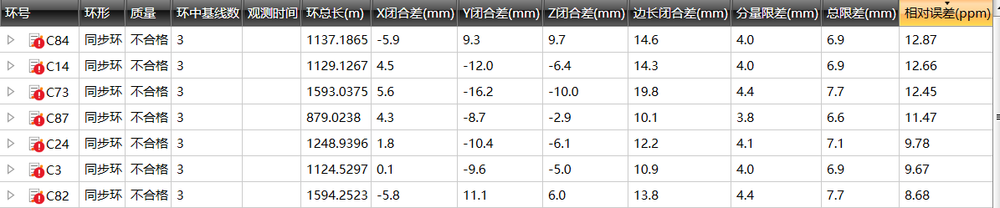 环号 环形 质量 环中基线数 观测时间 环总长(m) X闭合差(mm) Y闭合差(mm) Z闭合差(mm) 边长闭合差(mm) 分量限差(mm) 总限差(mm) 相对误差(ppm)
C84 同步环 不合格 3 1137.1865 -5.9 9.3 9.7 14.6 4.0 6.9 12.87
C14 同步环 不合格 3 1129.1267 4.5 -12.0 -6.4 14.3 4.0 6.9 12.66
C73 同步环 不合格 3 1593.0375 5.6 -16.2 -10.0 19.8 4.4 7.7 12.45
C87 同步环 不合格 3 879.0238 4.3 -8.7 -2.9 10.1 3.8 6.6 11.47
C24 同步环 不合格 3 1248.9396 1.8 -10.4 -6.1 12.2 4.1 7.1 9.78
C3 同步环 不合格 3 1124.5297 0.1 -9.6 -5.0 10.9 4.0 6.9 9.67
C82 同步环 不合格 3 1594.2523 -5.8 11.1 6.0 13.8 4.4 7.7 8.68